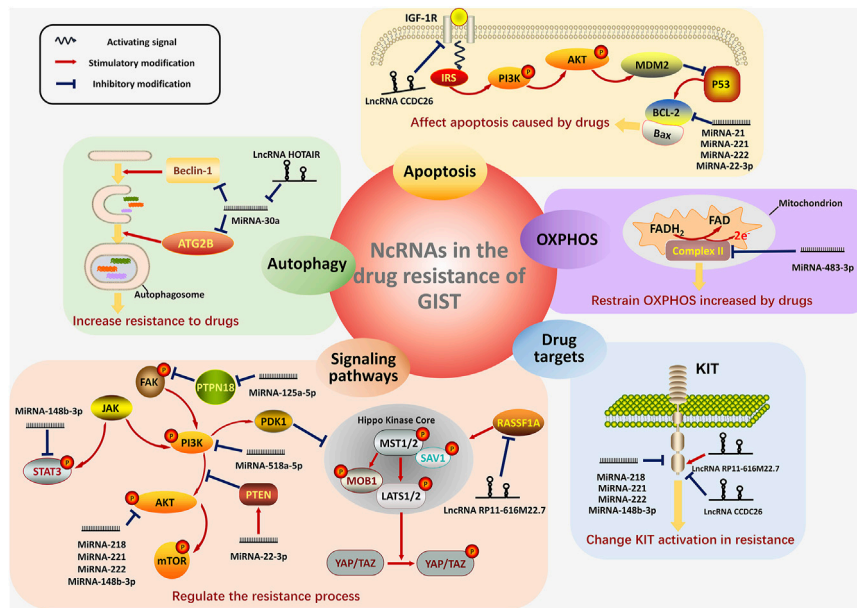 Activating signal
Stimulatory modification
Inhibitory modification
IGF-1R
LncRNA CCDC26
IRS
PI3K
P
AKT
P
MDM2
P53
BCL-2
Bax
MiRNA-21
MiRNA-221
MiRNA-222
MiRNA-22-3p
Affect apoptosis caused by drugs
Apoptosis
LncRNA HOTAIR
Beclin-1
MiRNA-30a
ATG2B
Autophagosome
Increase resistance to drugs
Autophagy
NcRNAs in the
drug resistance of
GIST
OXPHOS
Mitochondrion
FADH2
FAD
2e-
Complex II
MiRNA-483-3p
Restrain OXPHOS increased by drugs
Drug
targets
KIT
MiRNA-218
MiRNA-221
MiRNA-222
MiRNA-148b-3p
LncRNA RP11-616M22.7
LncRNA CCDC26
Change KIT activation in resistance
Signaling
pathways
FAK
P
PTPN18
MiRNA-125a-5p
MiRNA-148b-3p
JAK
STAT3
P
PI3K
P
PDK1
MiRNA-518a-5p
AKT
P
PTEN
MiRNA-22-3p
MiRNA-218
MiRNA-221
MiRNA-222
MiRNA-148b-3p
mTOR
P
Hippo Kinase Core
MST1/2
P
SAV1
P
MOB1
P
LATS1/2
P
RASSF1A
LncRNA RP11-616M22.7
YAP/TAZ
YAP/TAZ
P
Regulate the resistance process